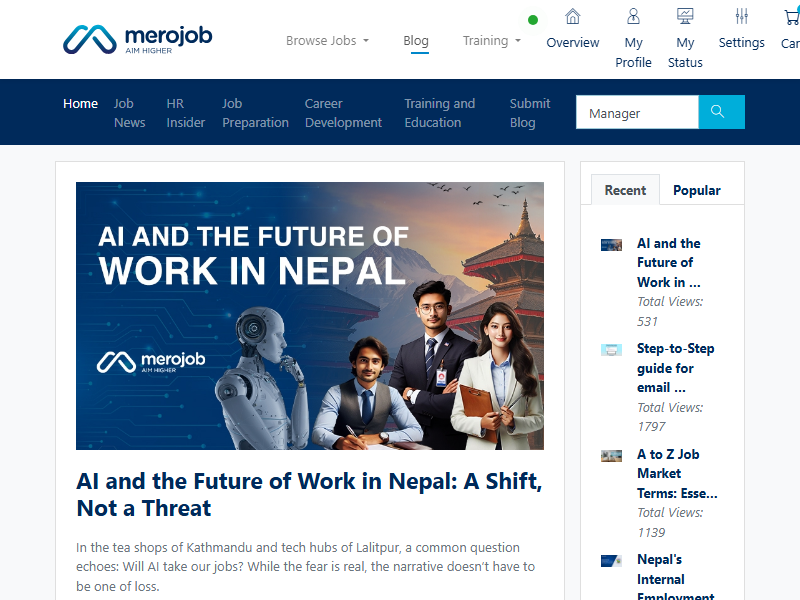 merojob
AIM HIGHER
Browse Jobs
Blog
Training
Overview
My
Profile
My
Status
Settings
Home
Job
News
HR
Insider
Job
Preparation
Career
Development
Training and
Education
Submit
Blog
Manager
AI AND THE FUTURE OF
WORK IN NEPAL
merojob
AIM HIGHER
AI and the Future of Work in Nepal: A Shift,
Not a Threat
In the tea shops of Kathmandu and tech hubs of Lalitpur, a common question
echoes: Will AI take our jobs? While the fear is real, the narrative doesn’t have to
be one of loss.
Recent
Popular
AI and the
Future of
Work in ...
Total Views:
531
Step-to-Step
guide for
email ...
Total Views:
1797
A to Z Job
Market
Terms: Esse...
Total Views:
1139
Nepal's
Internal
Employment